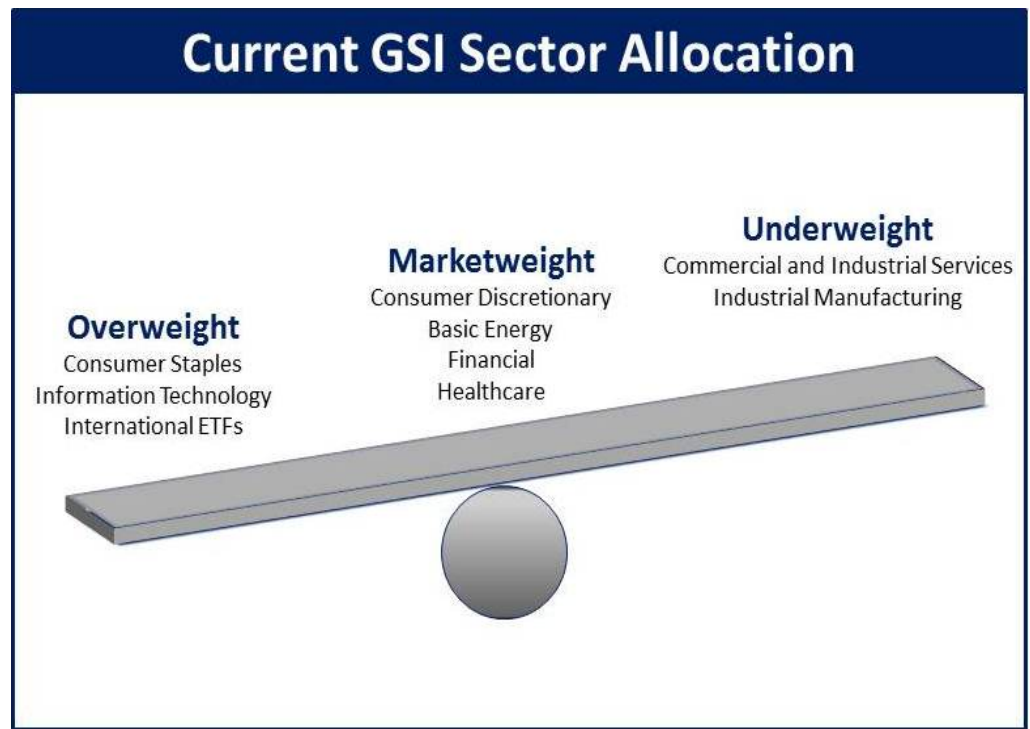 Current GSI Sector Allocation
Overweight
Consumer Staples
Information Technology
International ETFs
Marketweight
Consumer Discretionary
Basic Energy
Financial
Healthcare
Underweight
Commercial and Industrial Services
Industrial Manufacturing